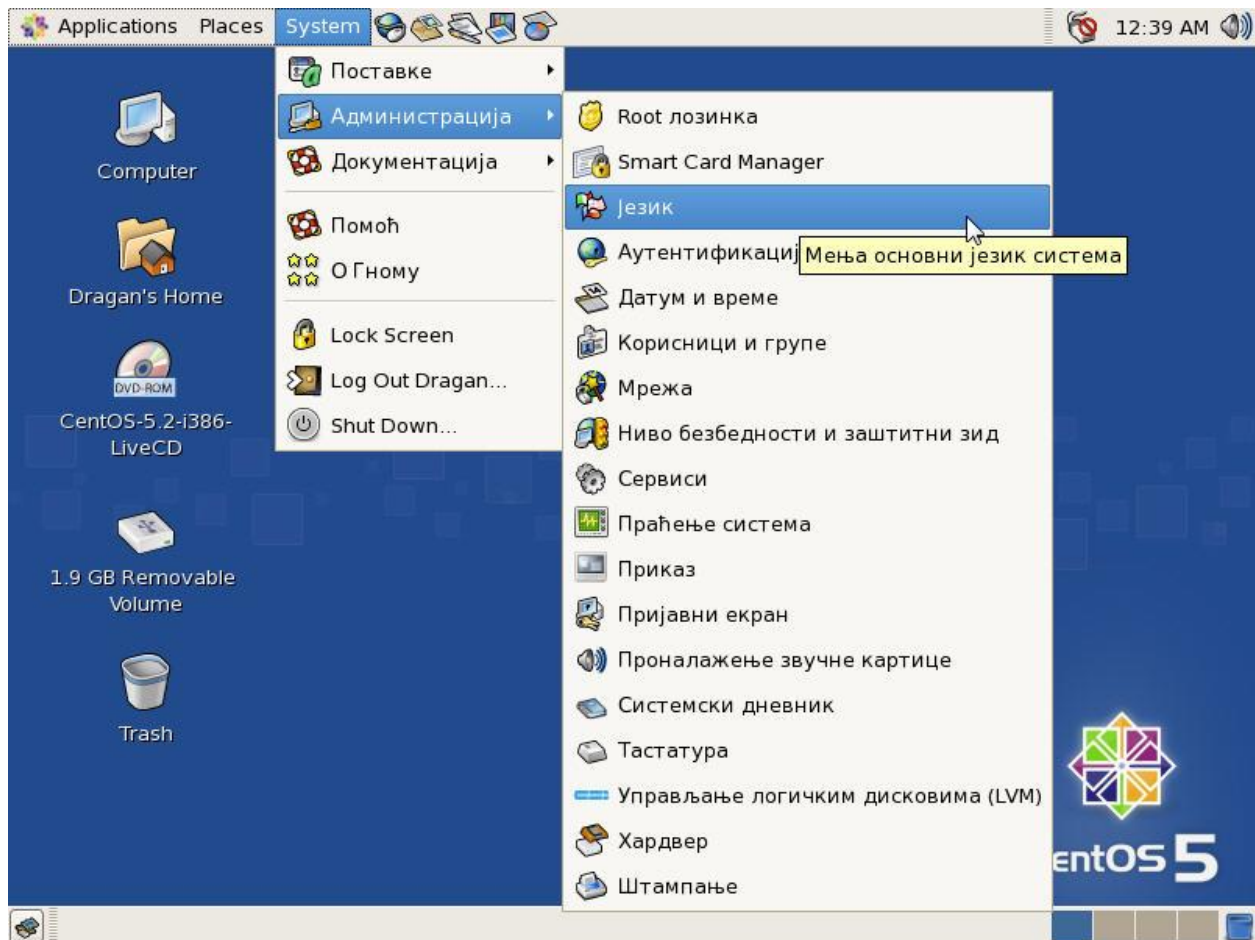 Applications Places System 12:39 AM
Computer
Dragan's Home
DVD-ROM
CentOS-5.2-i386-
LiveCD
1.9 GB Removable
Volume
Trash
Поставке
Администрација
Документација
Помоћ
О Гному
Lock Screen
Log Out Dragan...
Shut Down...
Root лозинка
Smart Card Manager
Језик
Мења основни језик система
Датум и време
Корисници и групе
Мрежа
Ниво безбедности и заштитни зид
Сервиси
Праћење система
Приказ
Пријавни екран
Проналажење звучне картице
Системски дневник
Тастатура
Управљање логичким дисковима (LVM)
Хардвер
Штампање
entOS 5